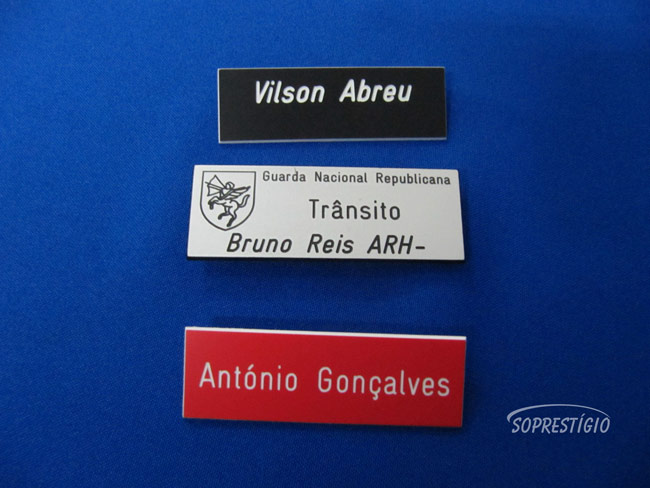 Vilson Abreu
Guarda Nacional Republicana
Trânsito
Bruno Reis ARH-
António Gonçalves
SOPRESTÍGIO